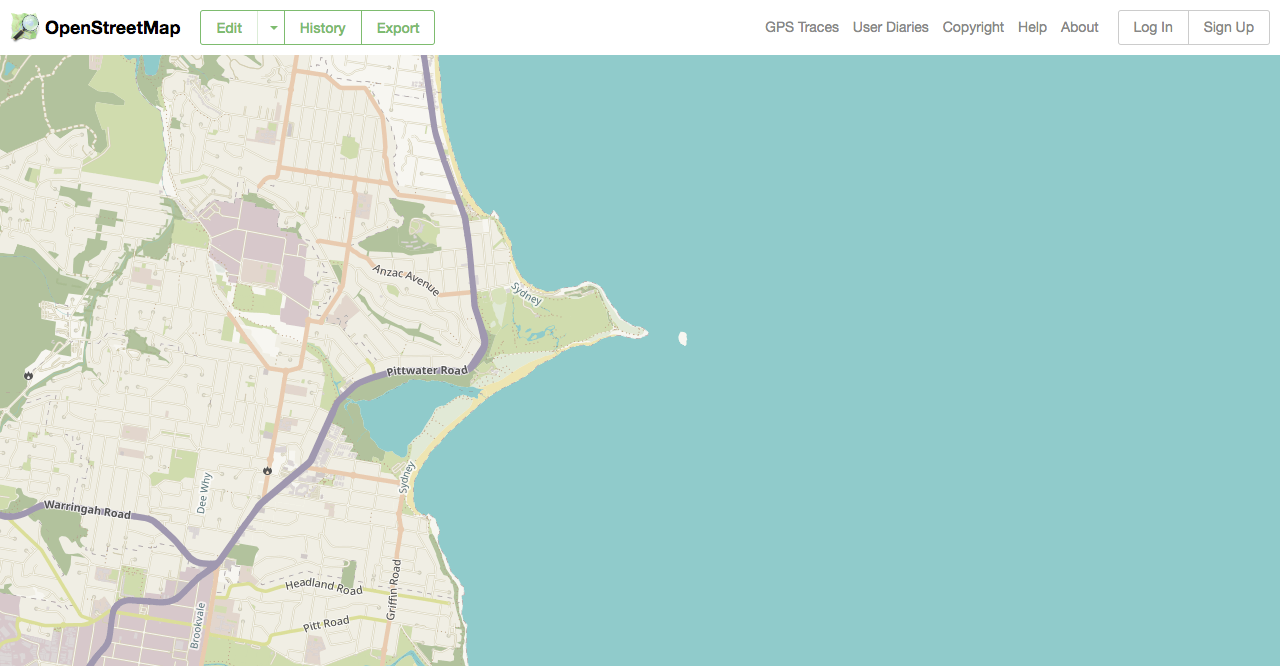 OpenStreetMap
Edit
History
Export
GPS Traces
User Diaries
Copyright
Help
About
Log In
Sign Up
Anzac Avenue
Sydney
Pittwater Road
Sydney
Dee Why
Warringah Road
Headland Road
Griffin Road
Brookvale
Pitt Road